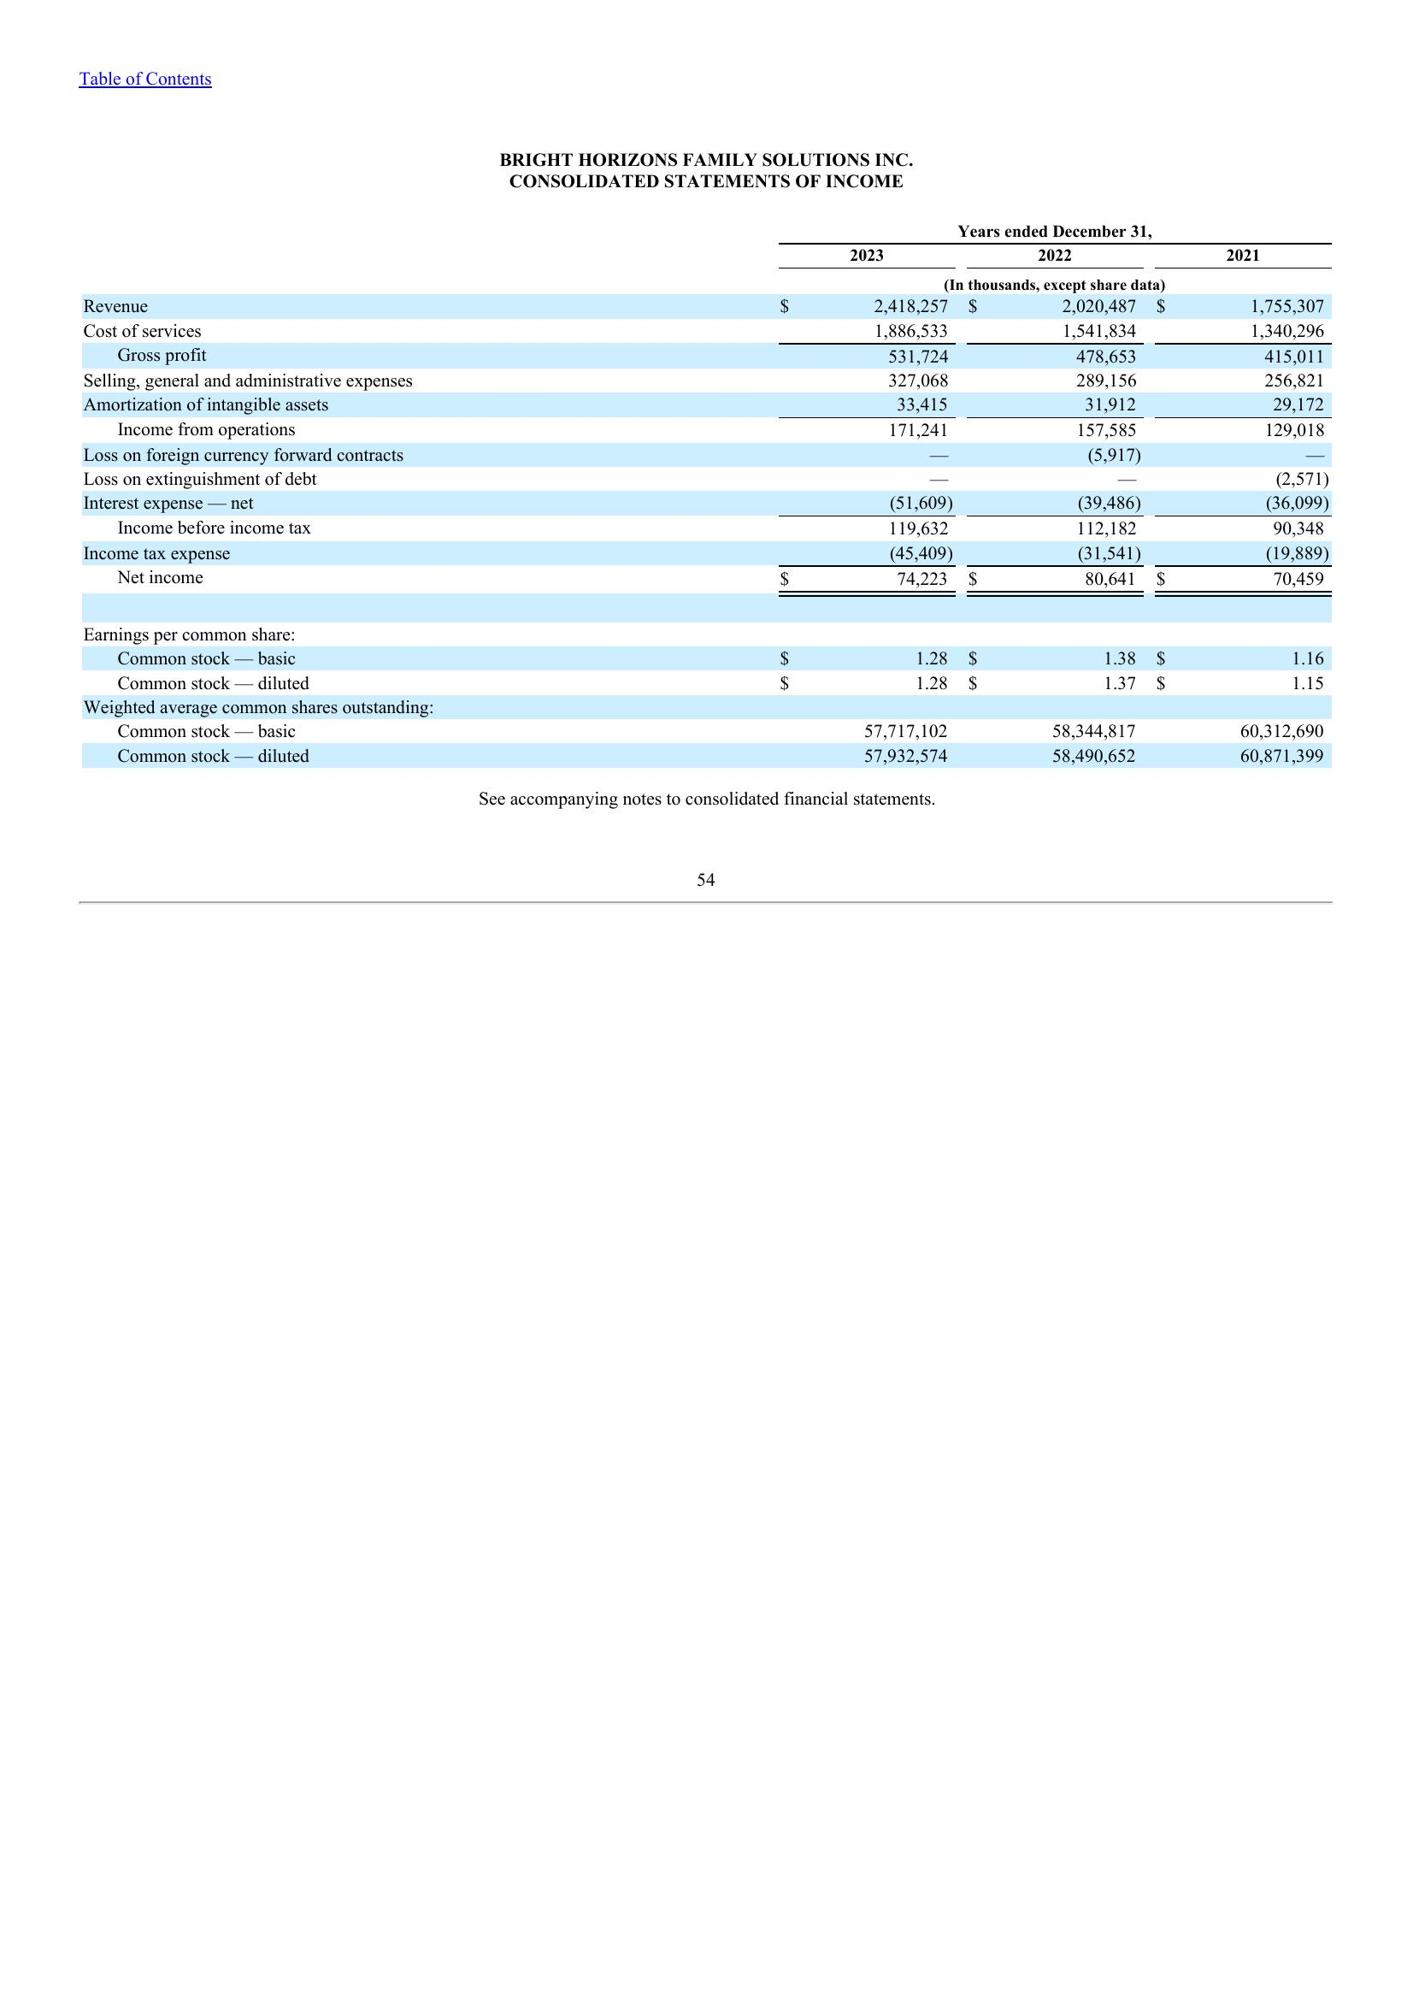 Table of Contents
BRIGHT HORIZONS FAMILY SOLUTIONS INC.
CONSOLIDATED STATEMENTS OF INCOME
Years ended December 31,
2023 2022 2021
(In thousands, except share data)
Revenue $ 2,418,257 $ 2,020,487 $ 1,755,307
Cost of services 1,886,533 1,541,834 1,340,296
Gross profit 531,724 478,653 415,011
Selling, general and administrative expenses 327,068 289,156 256,821
Amortization of intangible assets 33,415 31,912 29,172
Income from operations 171,241 157,585 129,018
Loss on foreign currency forward contracts — (5,917) —
Loss on extinguishment of debt — — (2,571)
Interest expense — net (51,609) (39,486) (36,099)
Income before income tax 119,632 112,182 90,348
Income tax expense (45,409) (31,541) (19,889)
Net income $ 74,223 $ 80,641 $ 70,459
Earnings per common share:
Common stock — basic $ 1.28 $ 1.38 $ 1.16
Common stock — diluted $ 1.28 $ 1.37 $ 1.15
Weighted average common shares outstanding:
Common stock — basic 57,717,102 58,344,817 60,312,690
Common stock — diluted 57,932,574 58,490,652 60,871,399
See accompanying notes to consolidated financial statements.
54